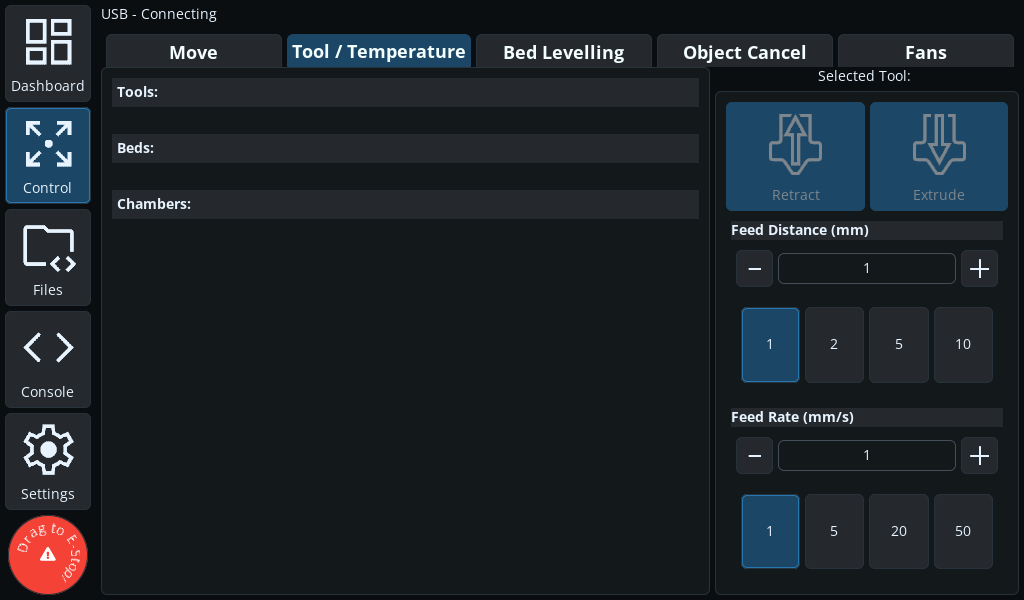 USB - Connecting
Dashboard
Control
Files
Console
Settings
Drag to E-Stop!
Move
Tool / Temperature
Bed Levelling
Object Cancel
Fans
Tools:
Beds:
Chambers:
Selected Tool:
Retract
Extrude
Feed Distance (mm)
1
1
2
5
10
Feed Rate (mm/s)
1
1
5
20
50